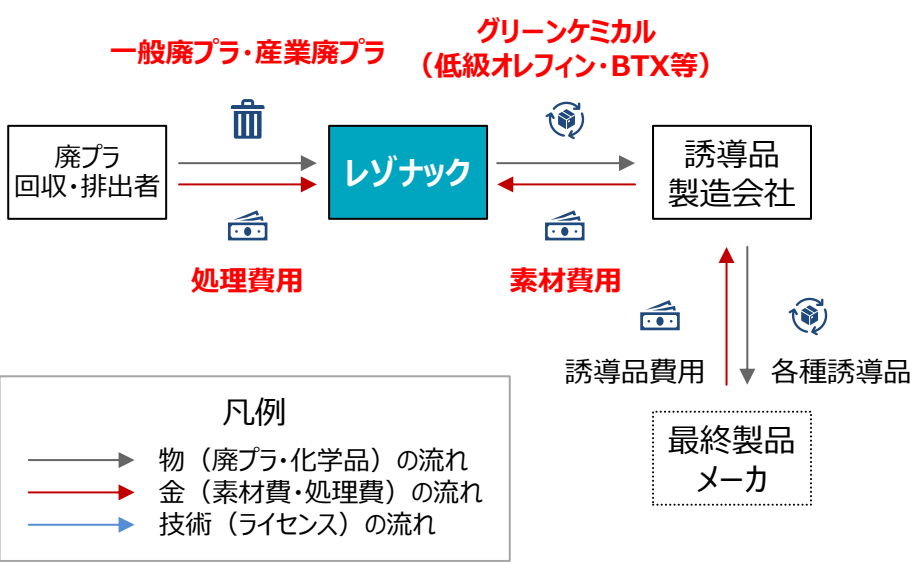 一般廃プラ・産業廃プラ
グリーンケミカル
（低級オレフィン・BTX等）
廃プラ
回収・排出者
レゾナック
誘導品
製造会社
処理費用
素材費用
誘導品費用
各種誘導品
最終製品
メーカ
凡例
物（廃プラ・化学品）の流れ
金（素材費・処理費）の流れ
技術（ライセンス）の流れ